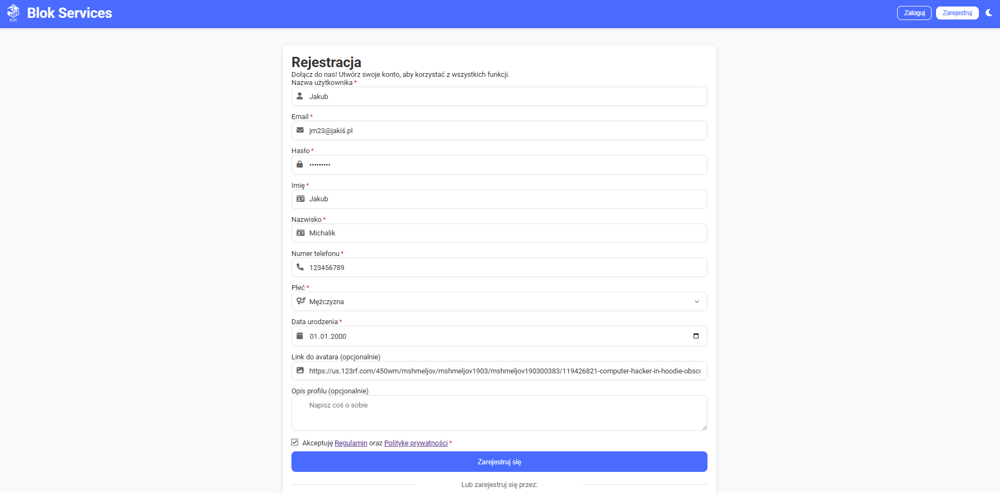 BLOK
Blok Services
Zaloguj
Zarejestruj
Rejestracja
Dołącz do nas! Utwórz swoje konto, aby korzystać z wszystkich funkcji.
Nazwa użytkownika *
Jakub
Email *
jm23@jakiś.pl
Hasło *
•••••••••
Imię *
Jakub
Nazwisko *
Michalik
Numer telefonu *
123456789
Płeć *
Mężczyzna
Data urodzenia *
01.01.2000
Link do avatara (opcjonalnie)
https://us.123rf.com/450wm/mshmeljov/mshmeljov1903/mshmeljov190300383/119426821-computer-hacker-in-hoodie-obscu
Opis profilu (opcjonalnie)
Napisz coś o sobie
Akceptuję Regulamin oraz Politykę prywatności *
Zarejestruj się
Lub zarejestruj się przez: